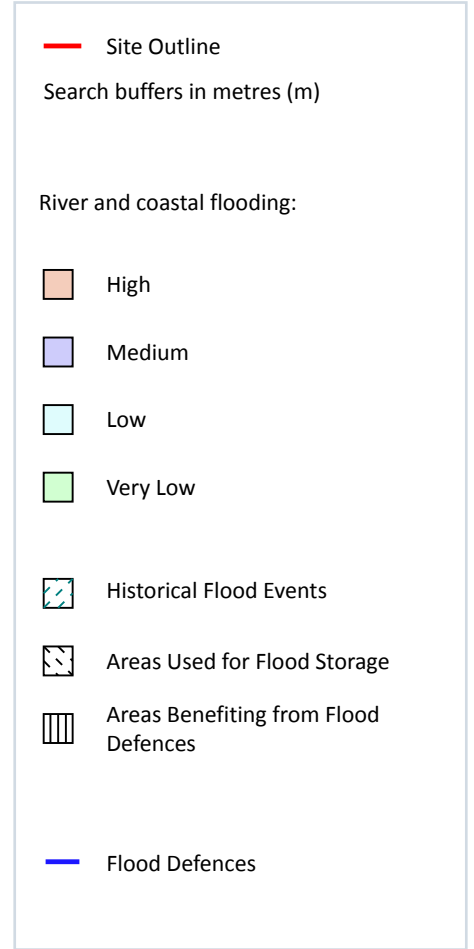 Site Outline
Search buffers in metres (m)
River and coastal flooding:
High
Medium
Low
Very Low
Historical Flood Events
Areas Used for Flood Storage
Areas Benefiting from Flood
Defences
Flood Defences